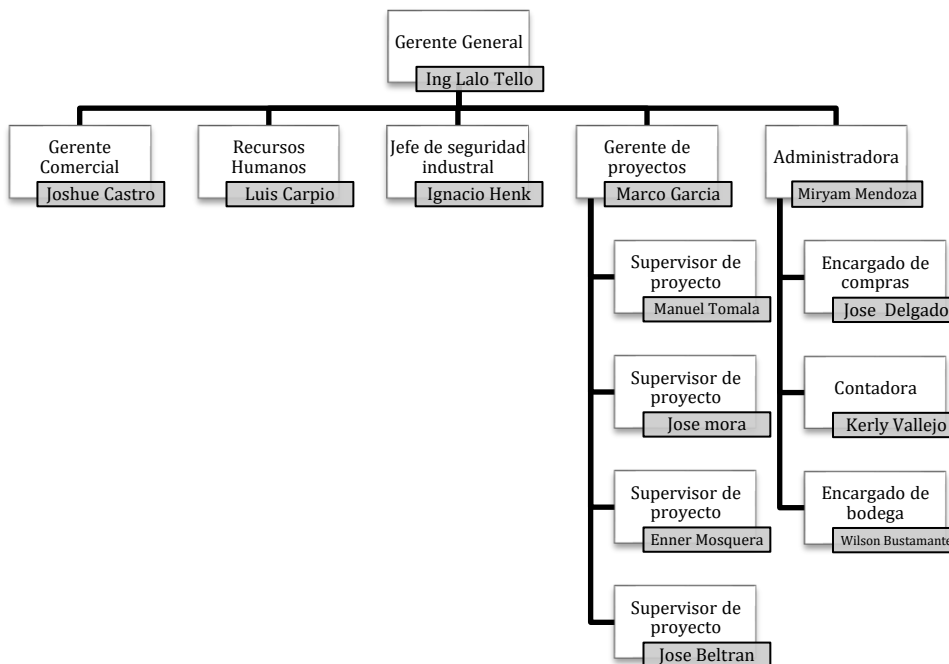 Gerente General
Ing Lalo Tello
Gerente
Comercial
Joshue Castro
Recursos
Humanos
Luis Carpio
Jefe de seguridad
industral
Ignacio Henk
Gerente de
proyectos
Marco Garcia
Administradora
Miryam Mendoza
Supervisor de
proyecto
Manuel Tomala
Supervisor de
proyecto
Jose mora
Supervisor de
proyecto
Enner Mosquera
Supervisor de
proyecto
Jose Beltran
Encargado de
compras
Jose Delgado
Contadora
Kerly Vallejo
Encargado de
bodega
Wilson Bustamante